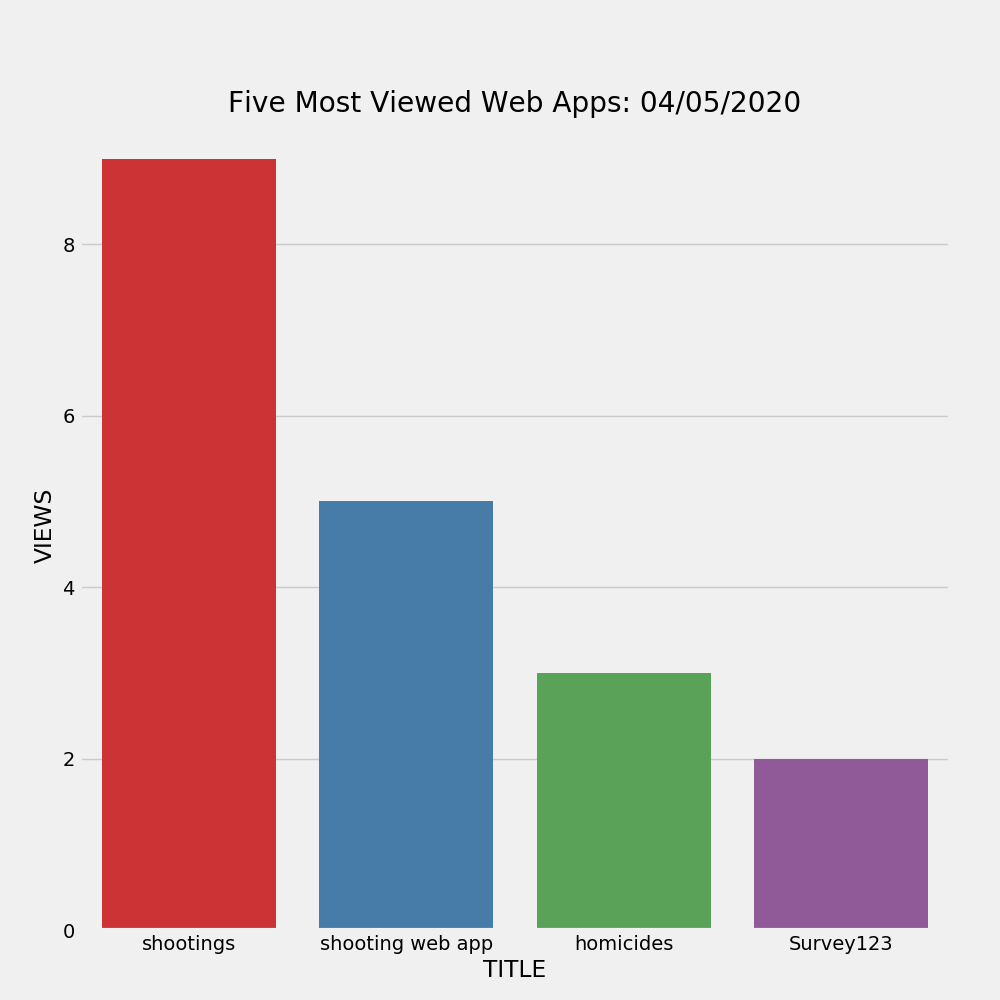 Five Most Viewed Web Apps: 04/05/2020
8
6
4
2
0
VIEWS
shootings shooting web app homicides Survey123
TITLE